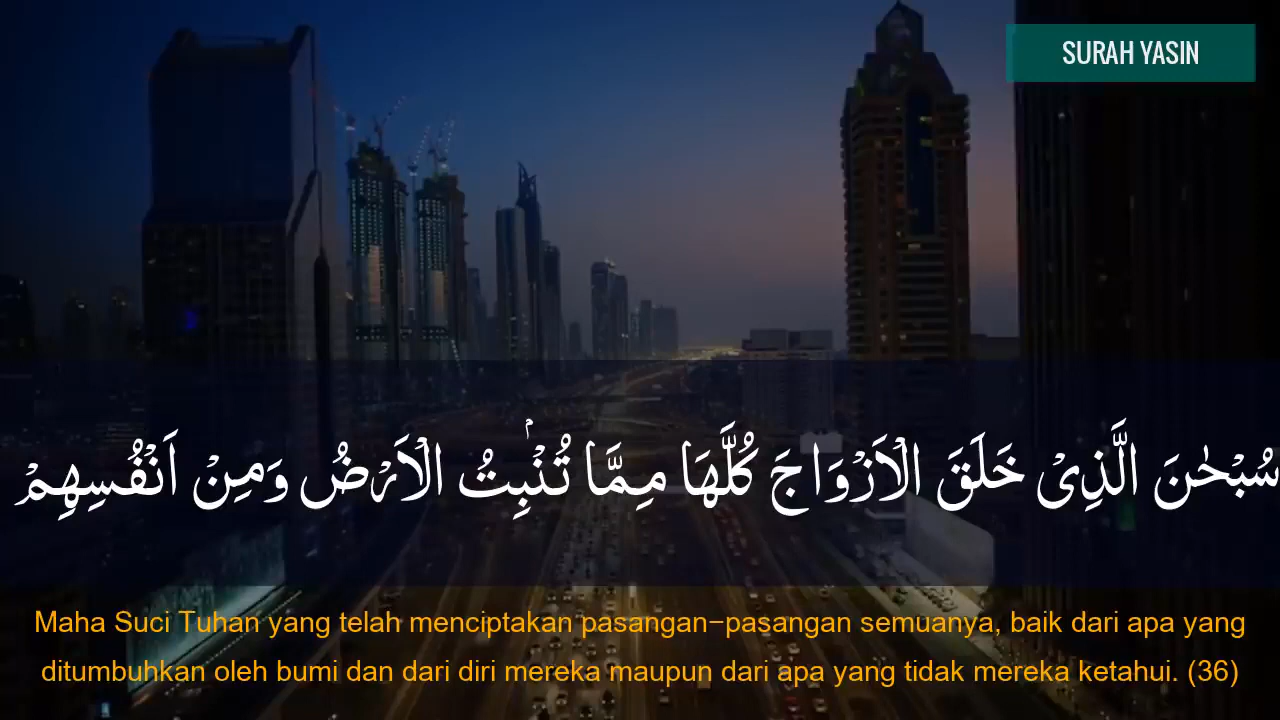 SURAH YASIN
سُبْحٰنَ الَّذِيْ خَلَقَ الْاَزْوَاجَ كُلَّهَا مِمَّا تُنْۢبِتُ الْاَرْضُ وَمِنْ اَنْفُسِهِمْ
Maha Suci Tuhan yang telah menciptakan pasangan-pasangan semuanya, baik dari apa yang
ditumbuhkan oleh bumi dan dari diri mereka maupun dari apa yang tidak mereka ketahui. (36)